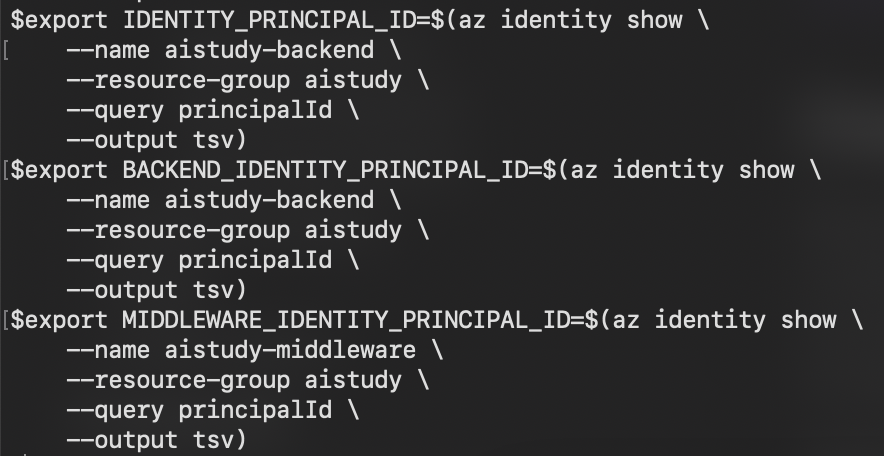 $export IDENTITY_PRINCIPAL_ID=$(az identity show \
[    --name aistudy-backend \
    --resource-group aistudy \
    --query principalId \
    --output tsv)
[$export BACKEND_IDENTITY_PRINCIPAL_ID=$(az identity show \
    --name aistudy-backend \
    --resource-group aistudy \
    --query principalId \
    --output tsv)
[$export MIDDLEWARE_IDENTITY_PRINCIPAL_ID=$(az identity show \
    --name aistudy-middleware \
    --resource-group aistudy \
    --query principalId \
    --output tsv)